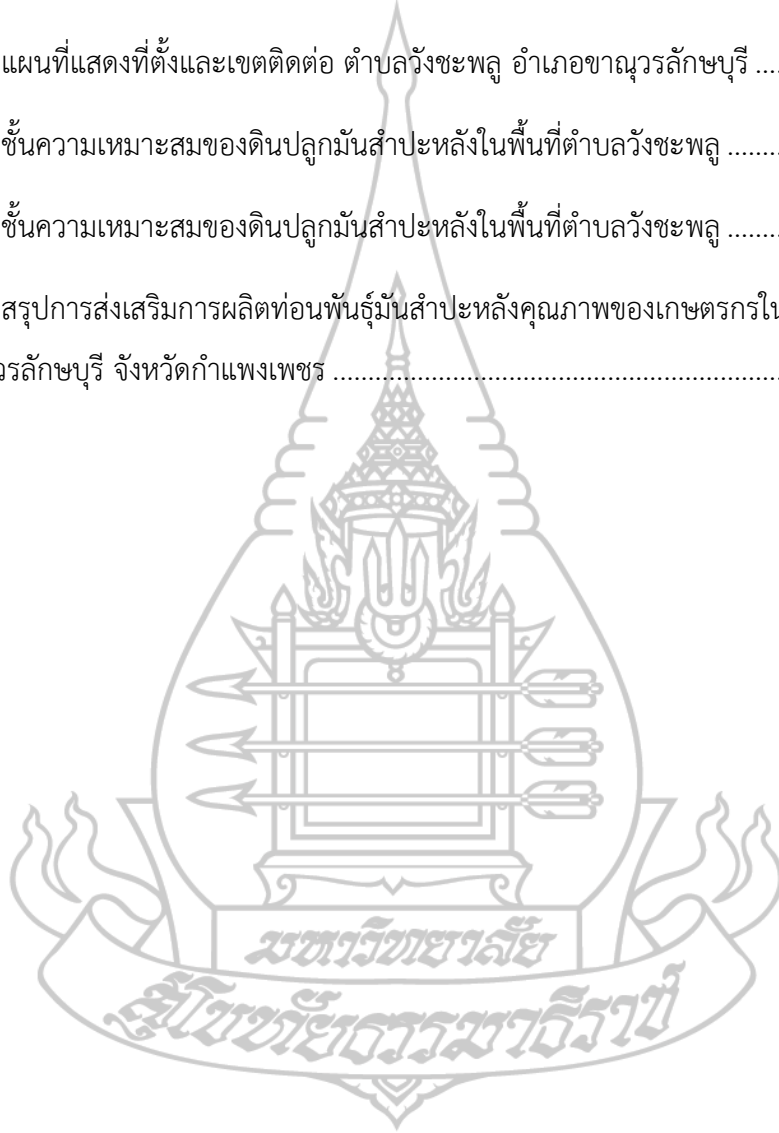 แผนที่แสดงที่ตั้งและเขตติดต่อ ตำบลวังชะพลู อำเภอขาณุวรลักษบุรี ....
ชั้นความเหมาะสมของดินปลูกมันสำปะหลังในพื้นที่ตำบลวังชะพลู ........
ชั้นความเหมาะสมของดินปลูกมันสำปะหลังในพื้นที่ตำบลวังชะพลู ........
สรุปการส่งเสริมการผลิตท่อนพันธุ์มันสำปะหลังคุณภาพของเกษตรกรใน
วรลักษบุรี จังหวัดกำแพงเพชร ..................................................................
มหาวิทยาลัย
สุโขทัยธรรมาธิราช